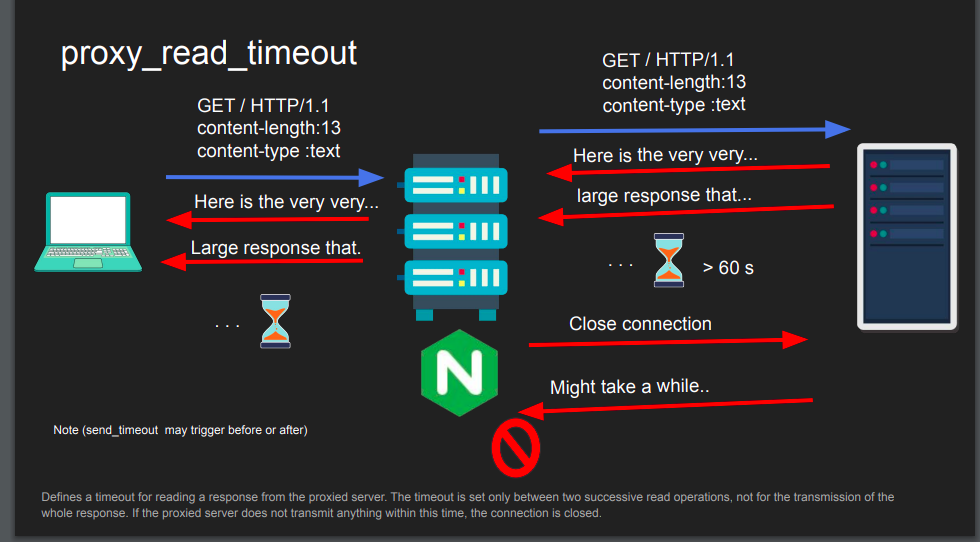 proxy_read_timeout
GET / HTTP/1.1
content-length:13
content-type :text
GET / HTTP/1.1
content-length:13
content-type :text
Here is the very very...
Large response that.
. . .
Here is the very very...
large response that...
. . .
> 60 s
Close connection
Might take a while..
N
Note (send_timeout  may trigger before or after)
Defines a timeout for reading a response from the proxied server. The timeout is set only between two successive read operations, not for the transmission of the
whole response. If the proxied server does not transmit anything within this time, the connection is closed.